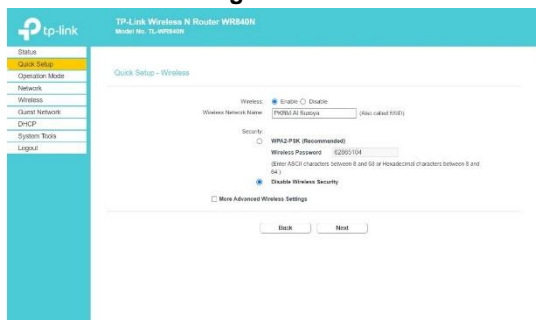 tp-link
TP-Link Wireless N Router WR840N
Model No. TL-WR840N
Status
Quick Setup
Operation Mode
Network
Wireless
Guest Network
DHCP
System Tools
Logout
Quick Setup - Wireless
Wireless: Enable Disable
Wireless Network Name: (Also called SSID)
Security:
WPA2-PSK (Recommended)
Wireless Password 62865104
(Enter ASCII characters between 8 and 63 or Hexadecimal characters between 8 and
64.)
Disable Wireless Security
More Advanced Wireless Settings
Back Next